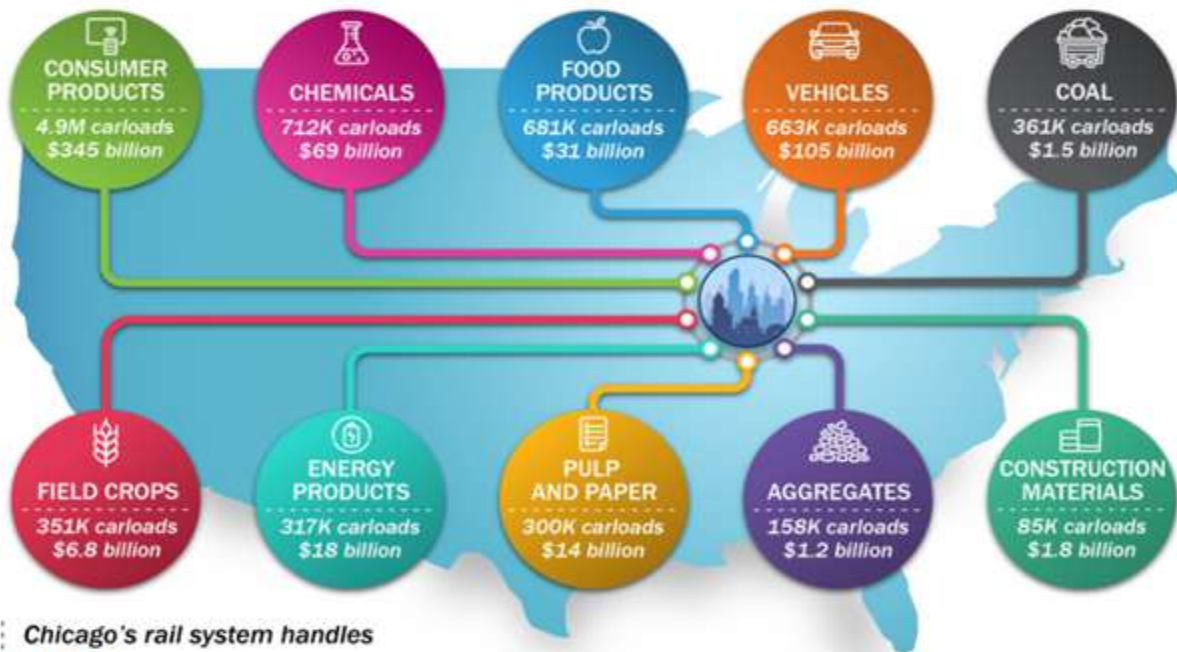 CONSUMER
PRODUCTS
4.9M carloads
$345 billion
CHEMICALS
712K carloads
$69 billion
FOOD
PRODUCTS
681K carloads
$31 billion
VEHICLES
663K carloads
$105 billion
COAL
361K carloads
$1.5 billion
FIELD CROPS
351K carloads
$6.8 billion
ENERGY
PRODUCTS
317K carloads
$18 billion
PULP
AND PAPER
300K carloads
$14 billion
AGGREGATES
158K carloads
$1.2 billion
CONSTRUCTION
MATERIALS
85K carloads
$1.8 billion
Chicago's rail system handles